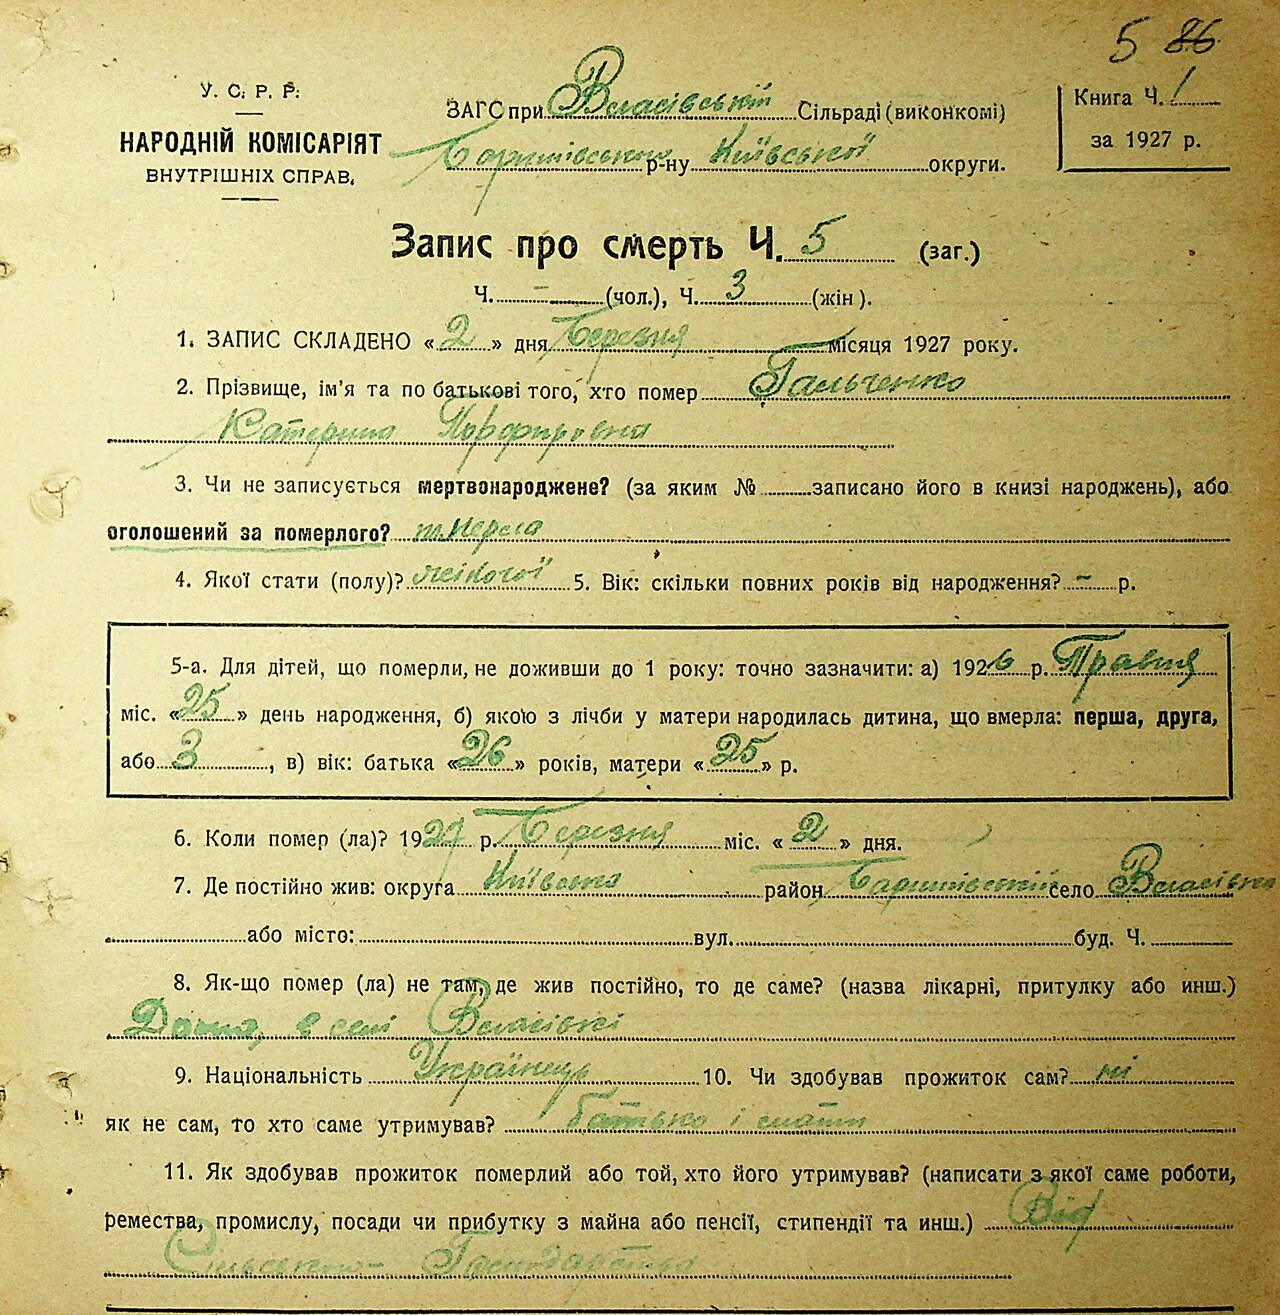 5 86
У. С. Р. Р.
НАРОДНІЙ КОМІСАРІЯТ
ВНУТРІШНІХ СПРАВ.
ЗАГС при Власівській Сільраді (виконкомі)
Баришівського р-ну Київської округи.
Книга Ч. 1
за 1927 р.
Запис про смерть Ч. 5 (заг.)
Ч. – (чол.), Ч. 3 (жін).
1. ЗАПИС СКЛАДЕНО «2» дня Березня місяця 1927 року.
2. Прізвище, ім'я та по батькові того, хто помер Гальченко
Катерина Порфировна
3. Чи не записується мертвонароджене? (за яким № записано його в книзі народжень), або
оголошений за померлого? померла
4. Якої стати (полу)? жіночої 5. Вік: скільки повних років від народження? – р.
5-а. Для дітей, що померли, не доживши до 1 року: точно зазначити: а) 1926 р. Травня
міс. «25» день народження, б) якою з лічби у матери народилась дитина, що вмерла: перша, друга,
або 3, в) вік: батька «26» років, матери «25» р.
6. Коли помер (ла)? 1927 р. Березня міс. «2» дня.
7. Де постійно жив: округа Київська район Баришівський село Власівка
або місто: вул. буд. Ч.
8. Як-що помер (ла) не там, де жив постійно, то де саме? (назва лікарні, притулку або инш.)
Дома, в селі Власівкі
9. Національність Українець 10. Чи здобував прожиток сам? ні
як не сам, то хто саме утримував? батько і мати
11. Як здобував прожиток померлий або той, хто його утримував? (написати з якої саме роботи,
ремества, промислу, посади чи прибутку з майна або пенсії, стипендії та инш.) Від
Сільського Господарства